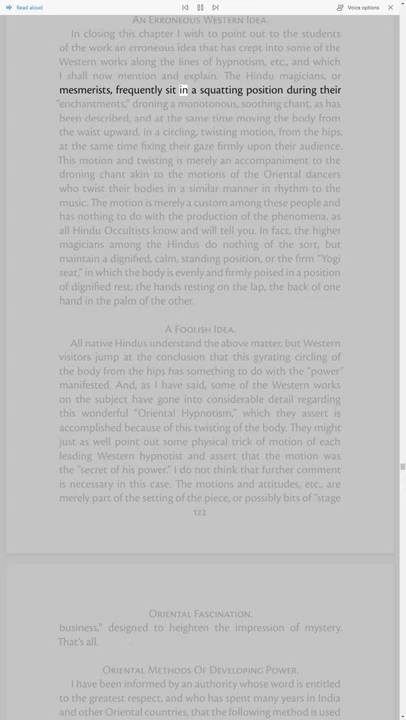 Read aloud
Voice options
AN ERRONEOUS WESTERN IDEA.
In closing this chapter I wish to point out to the students
of the work an erroneous idea that has crept into some of the
Western works along the lines of hypnotism, etc., and which
I shall now mention and explain. The Hindu magicians, or
mesmerists, frequently sit in a squatting position during their
"enchantments," droning a monotonous, soothing chant, as has
been described, and at the same time moving the body from
the waist upward, in a circling, twisting motion, from the hips,
at the same time fixing their gaze firmly upon their audience.
This motion and twisting is merely an accompaniment to the
droning chant akin to the motions of the Oriental dancers
who twist their bodies in a similar manner in rhythm to the
music. The motion is merely a custom among these people and
has nothing to do with the production of the phenomena, as
all Hindu Occultists know and will tell you. In fact, the higher
magicians among the Hindus do nothing of the sort, but
maintain a dignified, calm, standing position, or the firm "Yogi
seat," in which the body is evenly and firmly poised in a position
of dignified rest, the hands resting on the lap, the back of one
hand in the palm of the other.
A FOOLISH IDEA.
All native Hindus understand the above matter, but Western
visitors jump at the conclusion that this gyrating circling of
the body from the hips has something to do with the "power"
manifested. And, as I have said, some of the Western works
on the subject have gone into considerable detail regarding
this wonderful "Oriental Hypnotism," which they assert is
accomplished because of this twisting of the body. They might
just as well point out some physical trick of motion of each
leading Western hypnotist and assert that the motion was
the "secret of his power." I do not think that further comment
is necessary in this case. The motions and attitudes, etc., are
merely part of the setting of the piece, or possibly bits of "stage
122
ORIENTAL FASCINATION.
business," designed to heighten the impression of mystery.
That's all.
ORIENTAL METHODS OF DEVELOPING POWER.
I have been informed by an authority whose word is entitled
to the greatest respect, and who has spent many years in India
and other Oriental countries, that the following method is used